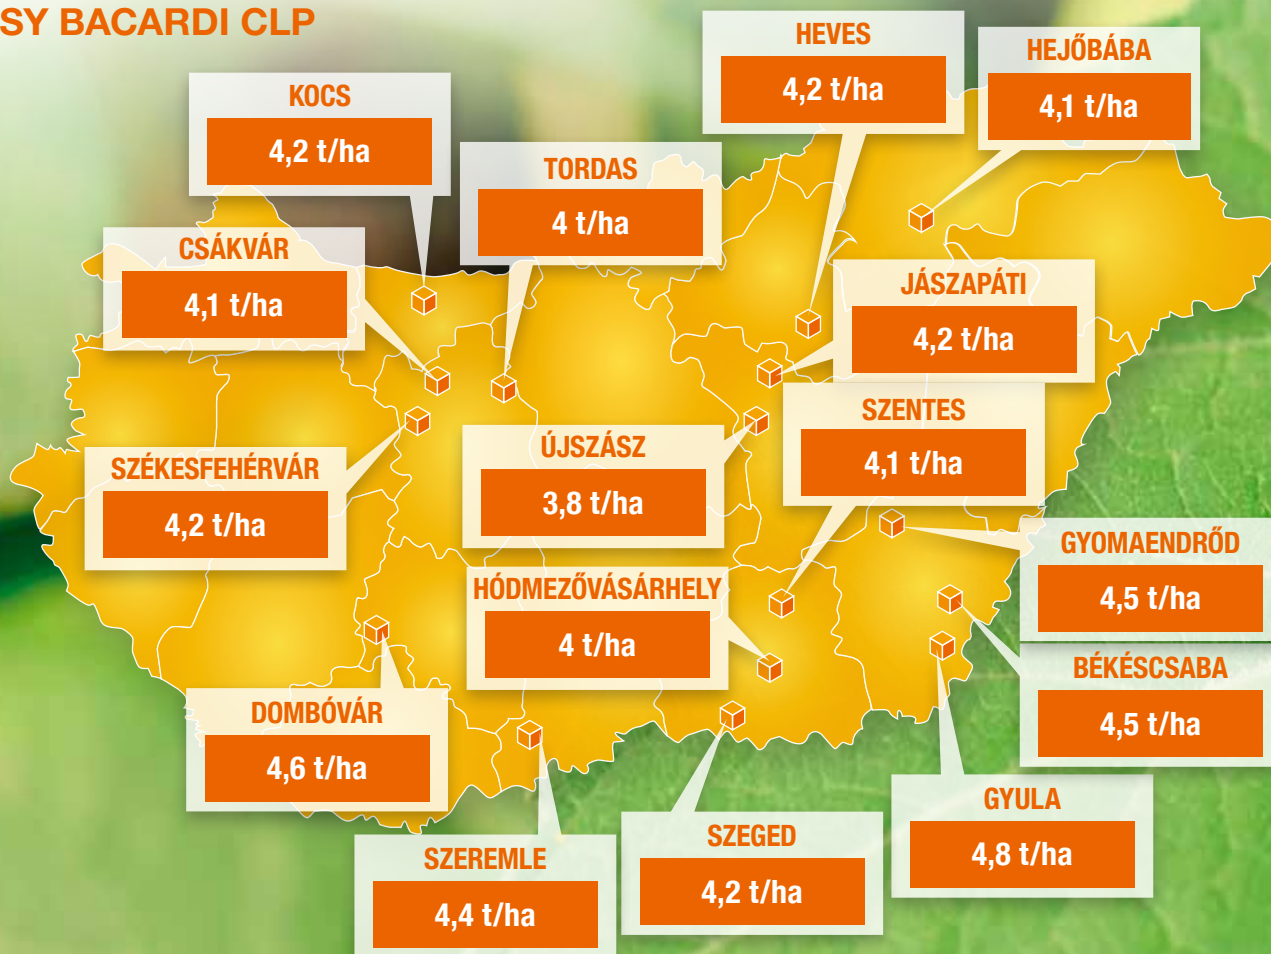 SY BACARDI CLP
HEVES
4,2 t/ha
HEJŐBÁBA
4,1 t/ha
KOCS
4,2 t/ha
TORDAS
4 t/ha
CSÁKVÁR
4,1 t/ha
JÁSZAPÁTI
4,2 t/ha
SZENTES
4,1 t/ha
SZÉKESFEHÉRVÁR
4,2 t/ha
ÚJSZÁSZ
3,8 t/ha
GYOMAENDRŐD
4,5 t/ha
HÓDMEZŐVÁSÁRHELY
4 t/ha
BÉKÉSCSABA
4,5 t/ha
DOMBÓVÁR
4,6 t/ha
GYULA
4,8 t/ha
SZEGED
4,2 t/ha
SZEREMLE
4,4 t/ha